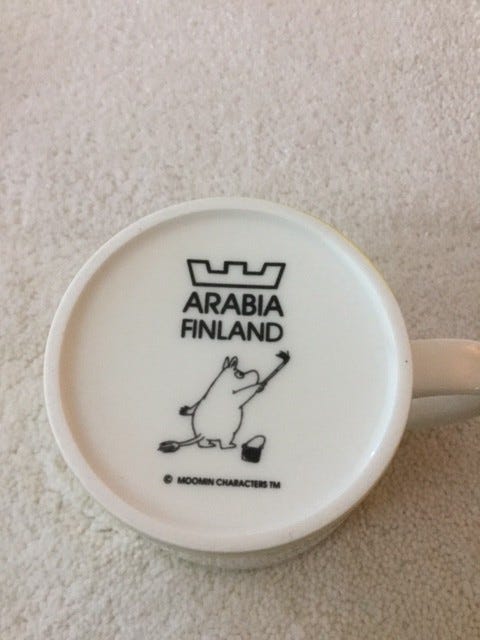 ARABIA
FINLAND
© MOOMIN CHARACTERS ™